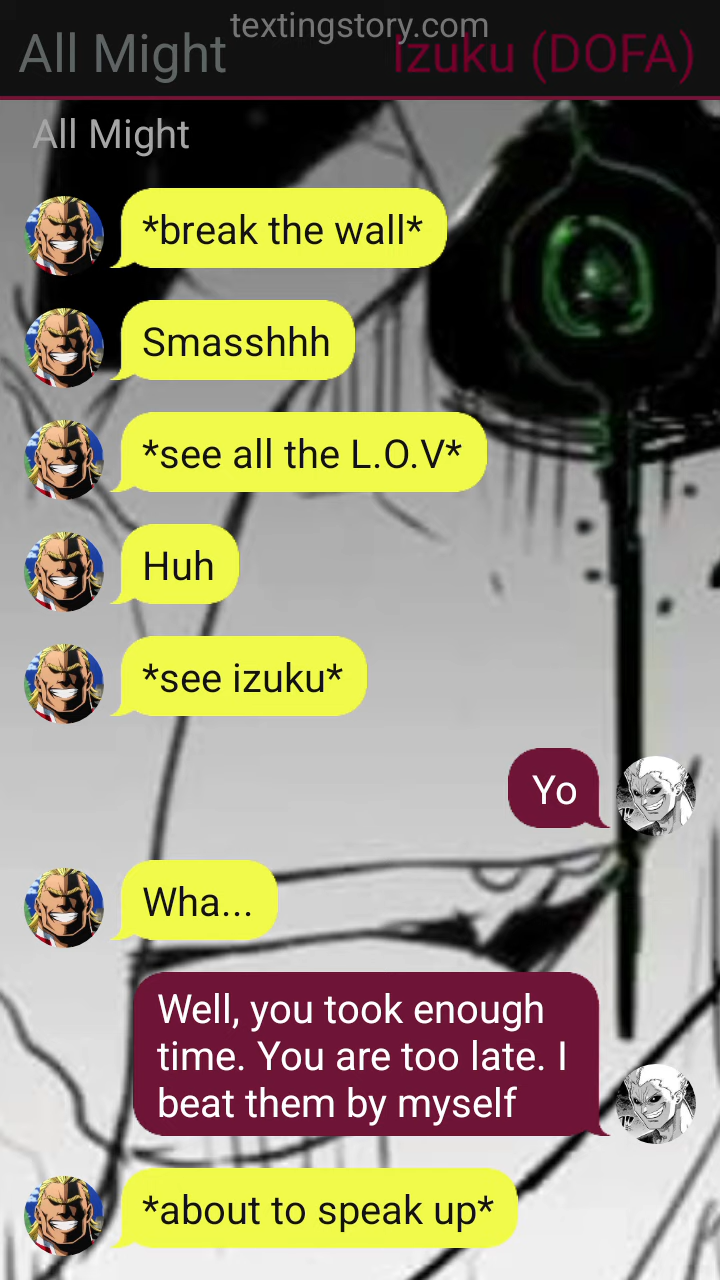 textingstory.com
All Might
Izuku (DOFA)
All Might
*break the wall*
Smasshhh
*see all the L.O.V*
Huh
*see izuku*
Yo
Wha...
Well, you took enough
time. You are too late. I
beat them by myself
*about to speak up*